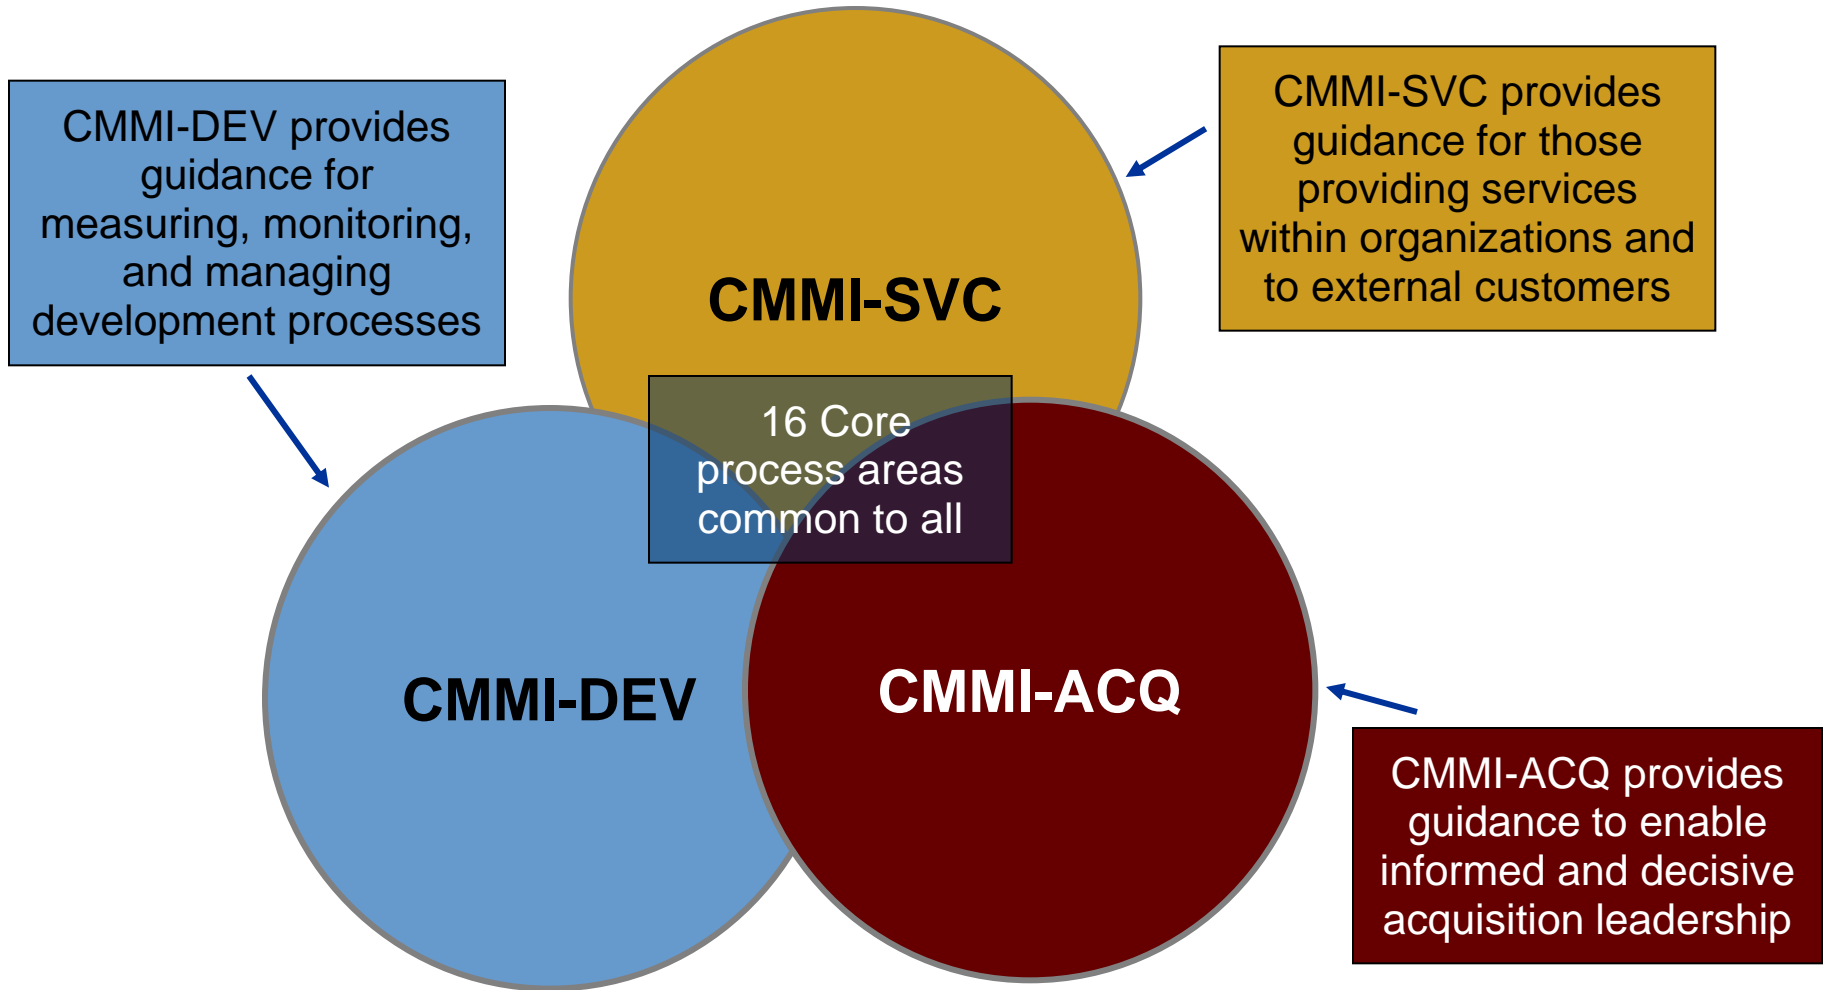 CMMI-DEV provides
guidance for
measuring, monitoring,
and managing
development processes
CMMI-SVC provides
guidance for those
providing services
within organizations and
to external customers
CMMI-SVC
16 Core
process areas
common to all
CMMI-DEV
CMMI-ACQ
CMMI-ACQ provides
guidance to enable
informed and decisive
acquisition leadership